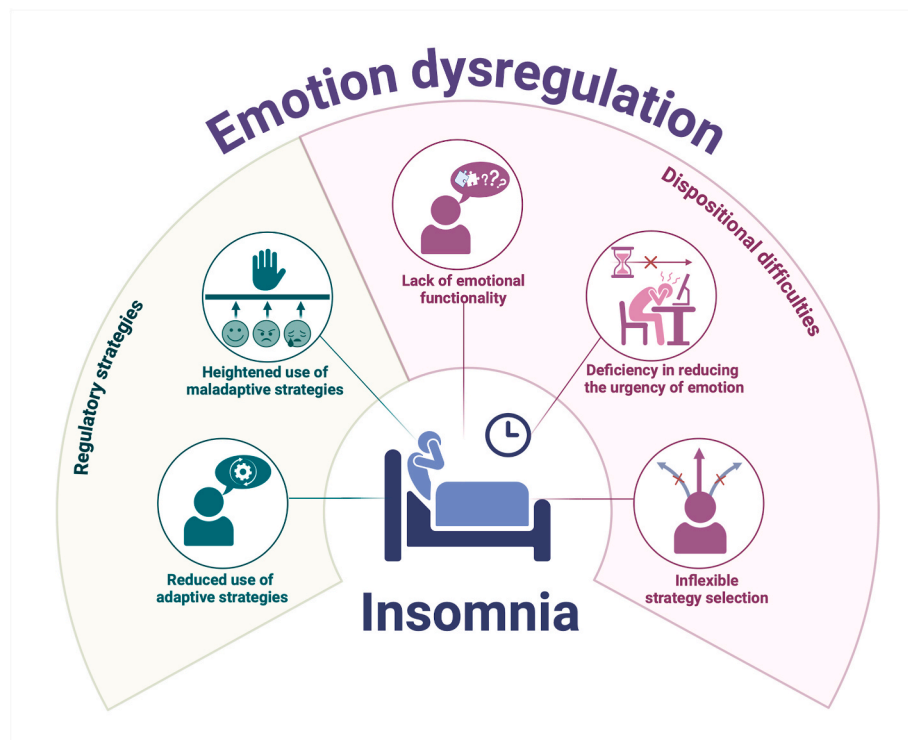 Emotion dysregulation
Regulatory strategies
Dispositional difficulties
???
Lack of emotional
functionality
Heightened use of
maladaptive strategies
Deficiency in reducing
the urgency of emotion
Reduced use of
adaptive strategies
Inflexible
strategy selection
Insomnia